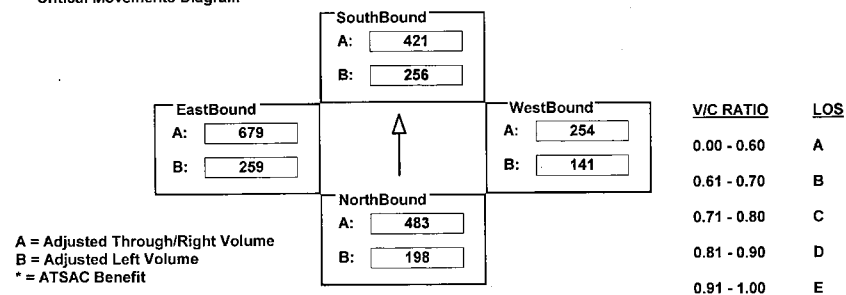 Critical Movements Diagram
SouthBound
A: 421
B: 256
EastBound
A: 679
B: 259
WestBound
A: 254
B: 141
NorthBound
A: 483
B: 198
A = Adjusted Through/Right Volume
B = Adjusted Left Volume
* = ATSAC Benefit
V/C RATIO LOS
0.00 - 0.60 A
0.61 - 0.70 B
0.71 - 0.80 C
0.81 - 0.90 D
0.91 - 1.00 E